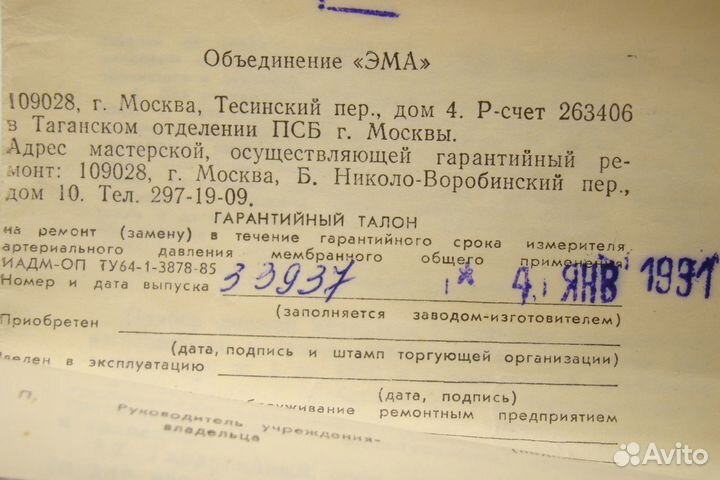 Объединение «ЭМА»
109028, г. Москва, Тесинский пер., дом 4. Р-счет 263406
в Таганском отделении ПСБ г. Москвы.
Адрес мастерской, осуществляющей гарантийный ре-
монт: 109028, г. Москва, Б. Николо-Воробинский пер.,
дом 10. Тел. 297-19-09.
ГАРАНТИЙНЫЙ ТАЛОН
на ремонт (замену) в течение гарантийного срока измерителя
артериального давления мембранного общего применения
ИАДМ-ОП ТУ64-1-3878-85
Номер и дата выпуска 33937 4 ЯНВ 1991
(заполняется заводом-изготовителем)
Приобретен
(дата, подпись и штамп торгующей организации)
Введен в эксплуатацию
(дата, подпись)
обслуживание ремонтным предприятием
П.
Руководитель учреждения-
владельца
Avito